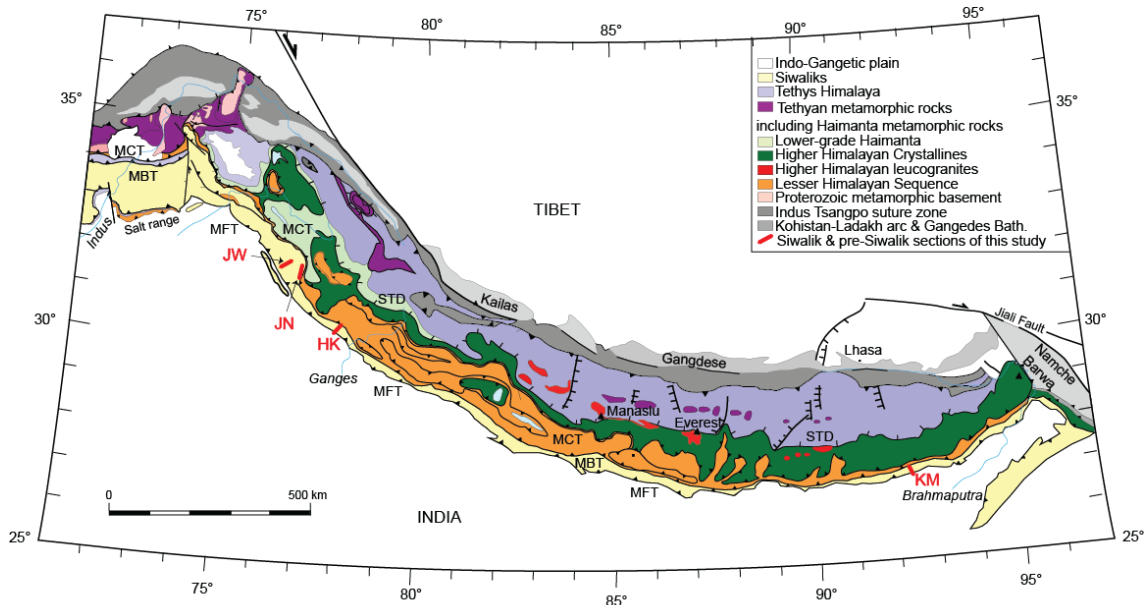 75°
80°
85°
90°
95°
Indo-Gangetic plain
Siwaliks
Tethys Himalaya
Tethyan metamorphic rocks
including Haimanta metamorphic rocks
Lower-grade Haimanta
Higher Himalayan Crystallines
Higher Himalayan leucogranites
Lesser Himalayan Sequence
Proterozoic metamorphic basement
Indus Tsangpo suture zone
Kohistan-Ladakh arc & Gangedes Bath.
Siwalik & pre-Siwalik sections of this study
35°
35°
MCT
MBT
Indus
Salt range
MFT
MCT
TIBET
JW
JN
STD
Kailas
30°
HK
Ganges
MFT
Gangdese
Lhasa
Jiali Fault
30°
Namche
Barwa
Manaslu
Everest
STD
MCT
MBT
MFT
KM
Brahmaputra
0
500 km
INDIA
25°
25°
75°
80°
85°
90°
95°